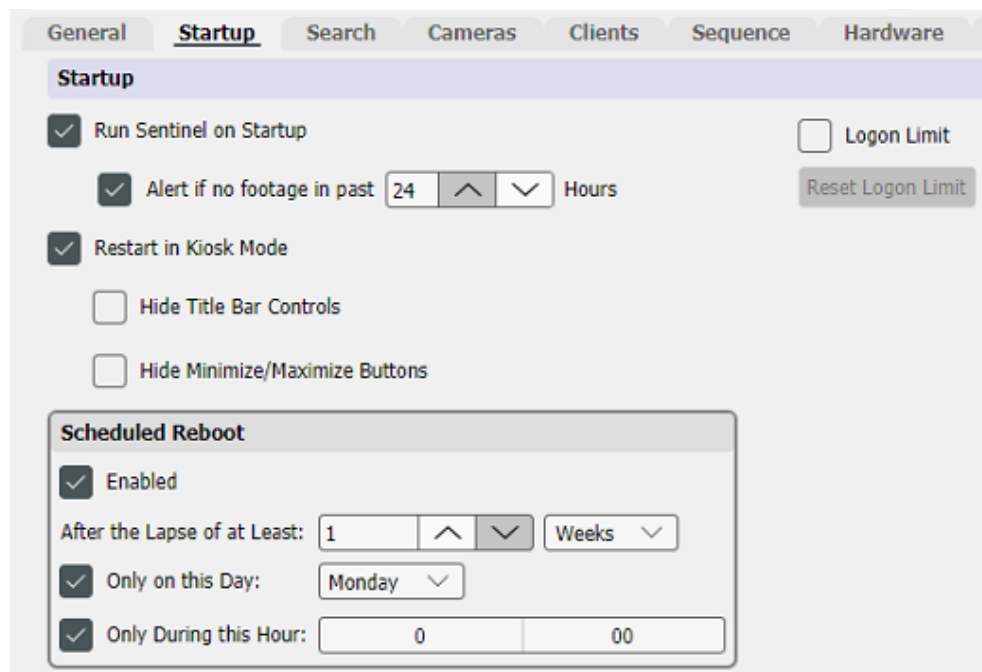 General Startup Search Cameras Clients Sequence Hardware
Startup
Run Sentinel on Startup
Logon Limit
Alert if no footage in past 24 Hours
Reset Logon Limit
Restart in Kiosk Mode
Hide Title Bar Controls
Hide Minimize/Maximize Buttons
Scheduled Reboot
Enabled
After the Lapse of at Least: 1 Weeks
Only on this Day: Monday
Only During this Hour: 0 00